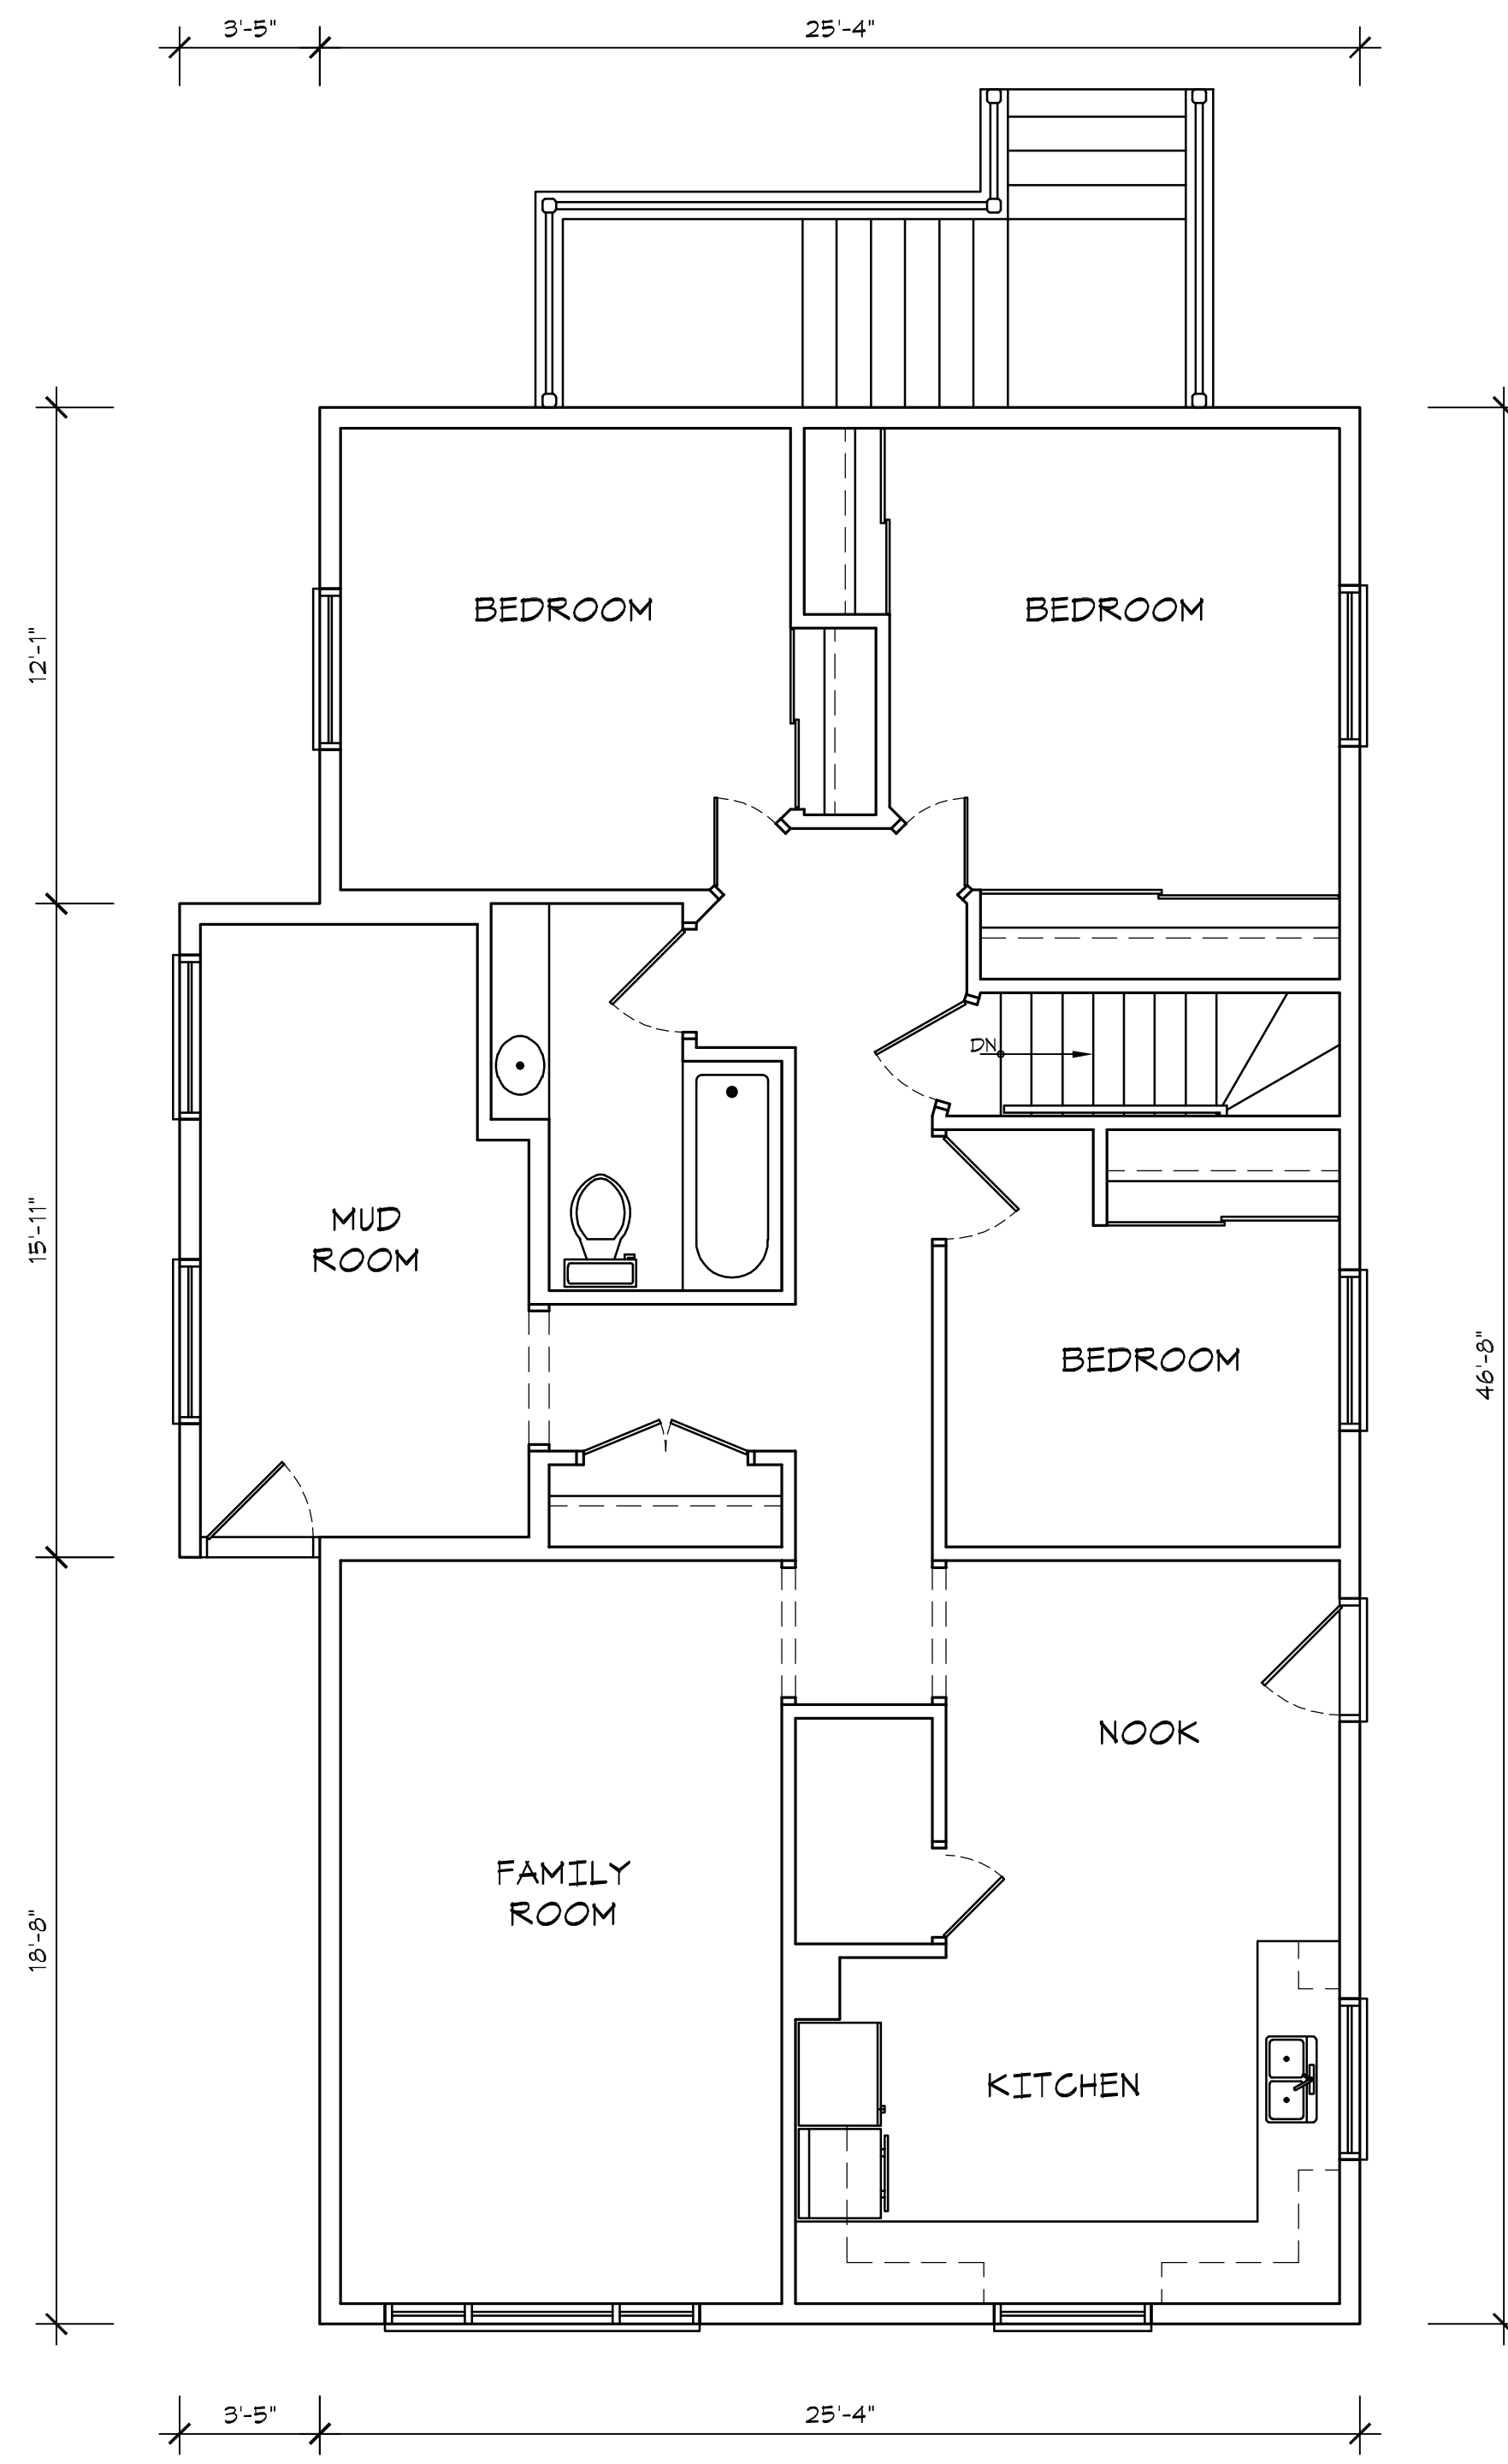 3'-5"
25'-4"
BEDROOM
BEDROOM
12'-1"
DN
MUD
ROOM
15'-11"
BEDROOM
46'-8"
NOOK
FAMILY
ROOM
18'-8"
KITCHEN
3'-5"
25'-4"